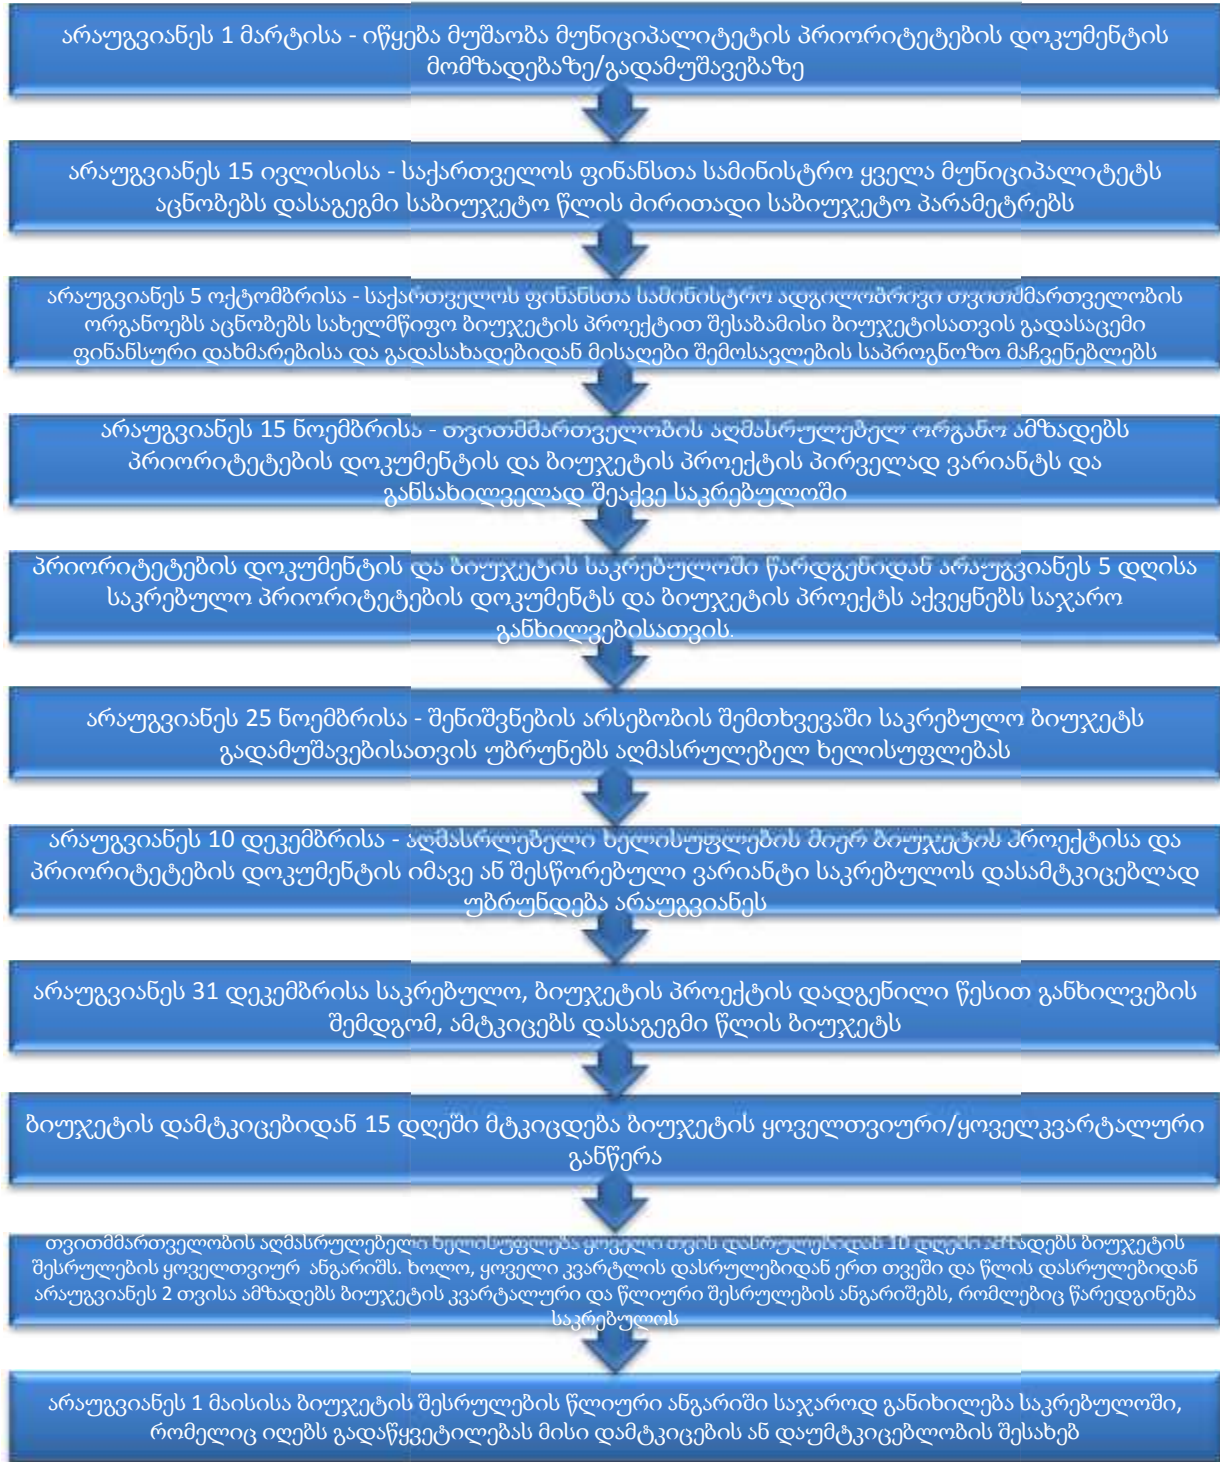 არაუგვიანეს 1 მარტისა - იწყება მუშაობა მუნიციპალიტეტის პრიორიტეტების დოკუმენტის
მომზადებაზე/გადამუშავებაზე
არაუგვიანეს 15 ივლისისა - საქართველოს ფინანსთა სამინისტრო ყველა მუნიციპალიტეტს
აცნობებს დასაგეგმი საბიუჯეტო წლის ძირითადი საბიუჯეტო პარამეტრებს
არაუგვიანეს 5 ოქტომბრისა - საქართველოს ფინანსთა სამინისტრო ადგილობრივი თვითმმართველობის
ორგანოებს აცნობებს სახელმწიფო ბიუჯეტის პროექტით შესაბამისი ბიუჯეტისათვის გადასაცემი
ფინანსური დახმარებისა და გადასახადებიდან მისაღები შემოსავლების საპროგნოზო მაჩვენებლებს
არაუგვიანეს 15 ნოემბრისა - თვითმმართველობის აღმასრულებელ ორგანო ამზადებს
პრიორიტეტების დოკუმენტის და ბიუჯეტის პროექტის პირველად ვარიანტს და
განსახილველად შეაქვე საკრებულოში
პრიორიტეტების დოკუმენტის და ბიუჯეტის საკრებულოში წარდგენიდან არაუგვიანეს 5 დღისა
საკრებულო პრიორიტეტების დოკუმენტს და ბიუჯეტის პროექტს აქვეყნებს საჯარო
განხილვებისათვის.
არაუგვიანეს 25 ნოემბრისა - შენიშვნების არსებობის შემთხვევაში საკრებულო ბიუჯეტს
გადამუშავებისათვის უბრუნებს აღმასრულებელ ხელისუფლებას
არაუგვიანეს 10 დეკემბრისა - აღმასრლებელი ხელისუფლების მიერ ბიუჯეტის პროექტისა და
პრიორიტეტების დოკუმენტის იმავე ან შესწორებული ვარიანტი საკრებულოს დასამტკიცებლად
უბრუნდება არაუგვიანეს
არაუგვიანეს 31 დეკემბრისა საკრებულო, ბიუჯეტის პროექტის დადგენილი წესით განხილვების
შემდგომ, ამტკიცებს დასაგეგმი წლის ბიუჯეტს
ბიუჯეტის დამტკიცებიდან 15 დღეში მტკიცდება ბიუჯეტის ყოველთვიური/ყოველკვარტალური
განწერა
თვითმმართველობის აღმასრულებელი ხელისუფლება ყოველი თვის დასრულებიდან 10 დღეში ამზადებს ბიუჯეტის
შესრულების ყოველთვიურ ანგარიშს. ხოლო, ყოველი კვარტლის დასრულებიდან ერთ თვეში და წლის დასრულებიდან
არაუგვიანეს 2 თვისა ამზადებს ბიუჯეტის კვარტალური და წლიური შესრულების ანგარიშებს, რომლებიც წარედგინება
საკრებულოს
არაუგვიანეს 1 მაისისა ბიუჯეტის შესრულების წლიური ანგარიში საჯაროდ განიხილება საკრებულოში,
რომელიც იღებს გადაწყვეტილებას მისი დამტკიცების ან დაუმტკიცებლობის შესახებ